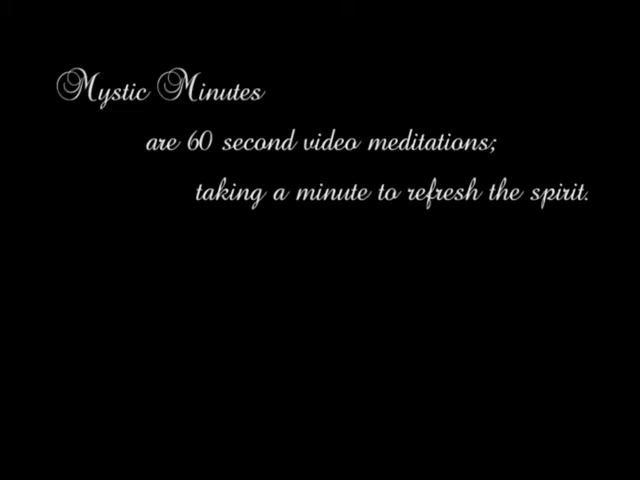 Mystic Minutes
are 60 second video meditations;
taking a minute to refresh the spirit.